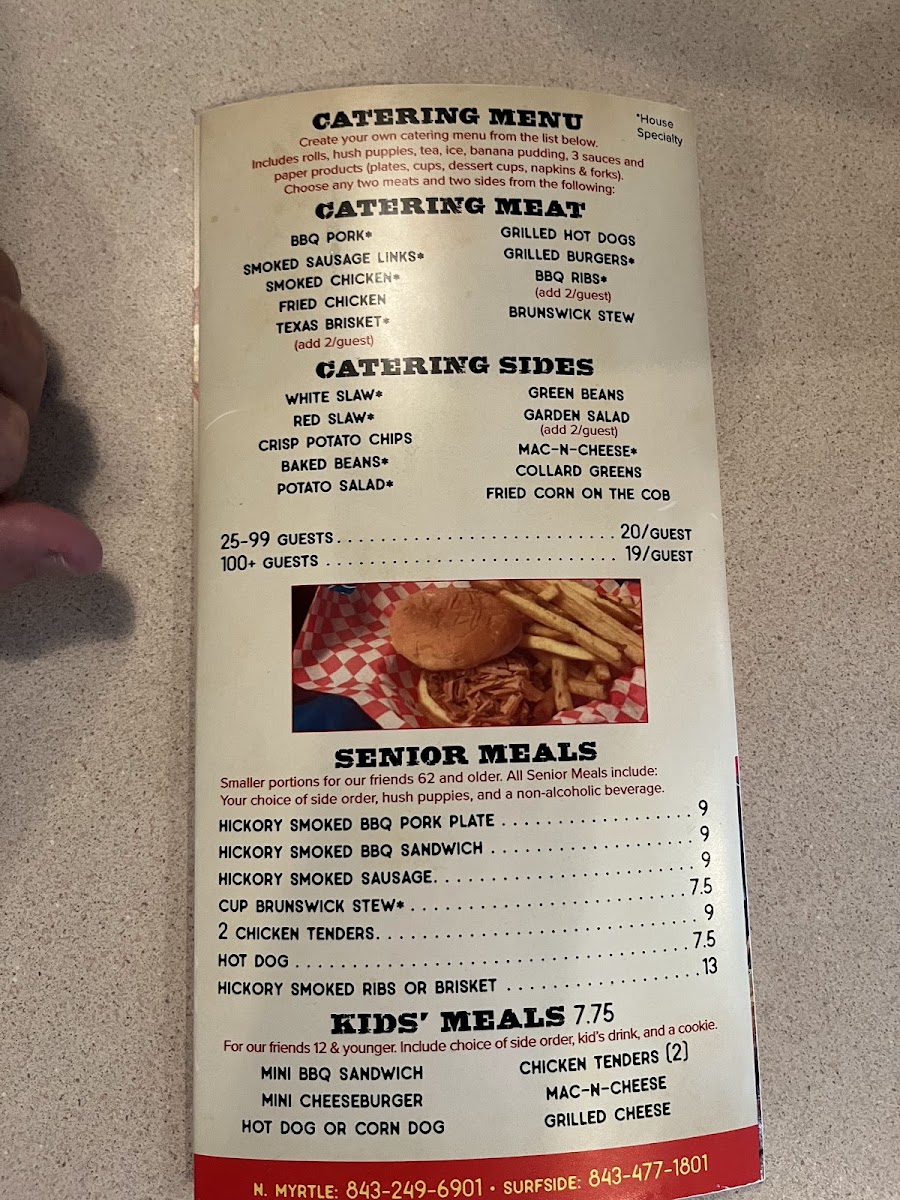 CATERING MENU
*House
Specialty
Create your own catering menu from the list below.
Includes rolls, hush puppies, tea, ice, banana pudding, 3 sauces and
paper products (plates, cups, dessert cups, napkins & forks).
Choose any two meats and two sides from the following:
CATERING MEAT
BBQ PORK*
SMOKED SAUSAGE LINKS*
SMOKED CHICKEN*
FRIED CHICKEN
TEXAS BRISKET*
(add 2/guest)
GRILLED HOT DOGS
GRILLED BURGERS*
BBQ RIBS*
(add 2/guest)
BRUNSWICK STEW
CATERING SIDES
WHITE SLAW*
RED SLAW*
CRISP POTATO CHIPS
BAKED BEANS*
POTATO SALAD*
GREEN BEANS
GARDEN SALAD
(add 2/guest)
MAC-N-CHEESE*
COLLARD GREENS
FRIED CORN ON THE COB
25-99 GUESTS............................20/GUEST
100+ GUESTS.............................19/GUEST
SENIOR MEALS
Smaller portions for our friends 62 and older. All Senior Meals include:
Your choice of side order, hush puppies, and a non-alcoholic beverage.
HICKORY SMOKED BBQ PORK PLATE...................9
HICKORY SMOKED BBQ SANDWICH....................9
HICKORY SMOKED SAUSAGE.........................9
CUP BRUNSWICK STEW*..........................7.5
2 CHICKEN TENDERS..............................9
HOT DOG......................................7.5
HICKORY SMOKED RIBS OR BRISKET..................13
KIDS' MEALS 7.75
For our friends 12 & younger. Include choice of side order, kid's drink, and a cookie.
MINI BBQ SANDWICH
MINI CHEESEBURGER
HOT DOG OR CORN DOG
CHICKEN TENDERS (2)
MAC-N-CHEESE
GRILLED CHEESE
N. MYRTLE: 843-249-6901 • SURFSIDE: 843-477-1801